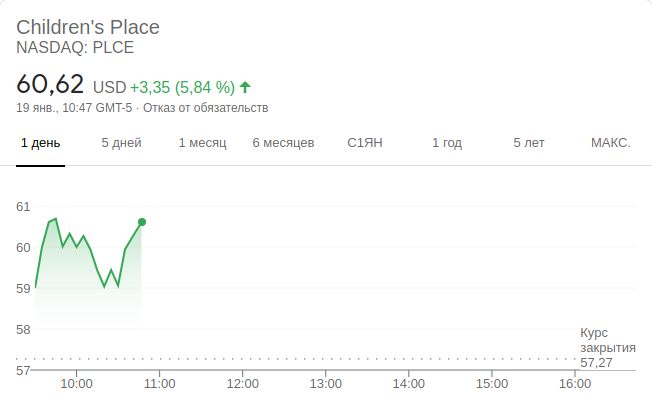 Children's Place
NASDAQ: PLCE
60,62 USD +3,35 (5,84 %)
19 янв., 10:47 GMT-5 · Отказ от обязательств
1 день 5 дней 1 месяц 6 месяцев С1ЯН 1 год 5 лет МАКС.
61
60
59
58
Курс
закрытия
57,27
57
10:00 11:00 12:00 13:00 14:00 15:00 16:00